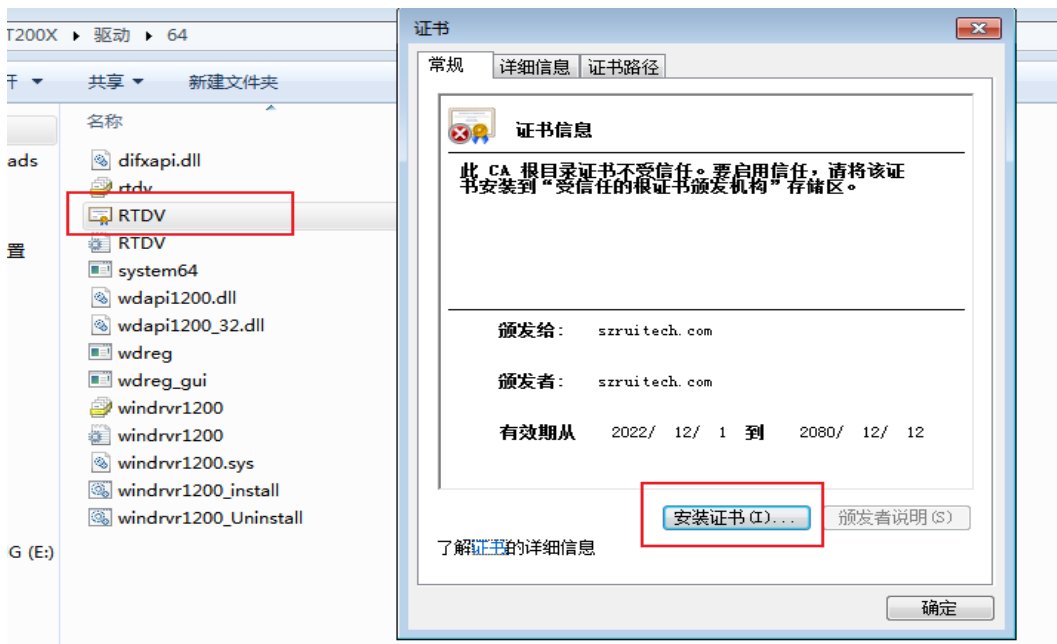 T200X ▸ 驱动 ▸ 64
开 ▼ 共享 ▼ 新建文件夹
名称
ads
置
G (E:)
difxapi.dll
rtdv
RTDV
RTDV
system64
wdapi1200.dll
wdapi1200_32.dll
wdreg
wdreg_gui
windrvr1200
windrvr1200
windrvr1200.sys
windrvr1200_install
windrvr1200_Uninstall
证书
常规 详细信息 证书路径
证书信息
此 CA 根目录证书不受信任。要启用信任，请将该证
书安装到“受信任的根证书颁发机构”存储区。
颁发给: szruitech.com
颁发者: szruitech.com
有效期从 2022/ 12/ 1 到 2080/ 12/ 12
安装证书(I)... 颁发者说明(S)
了解证书的详细信息
确定